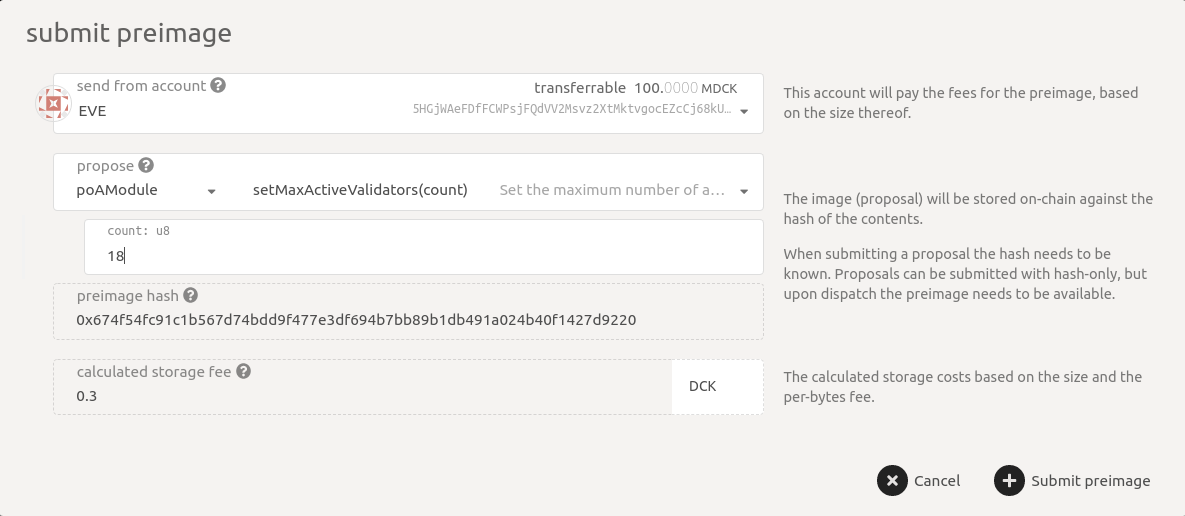 submit preimage
send from account
transferrable 100.0000 MDCK
EVE
5HGjWAeFDfFCWPsjFQdVV2Msvz2XtMktvgocEZcCj68kU…
This account will pay the fees for the preimage, based
on the size thereof.
propose
poAModule
setMaxActiveValidators(count)
Set the maximum number of a…
count: u8
18
The image (proposal) will be stored on-chain against the
hash of the contents.
When submitting a proposal the hash needs to be
known. Proposals can be submitted with hash-only, but
upon dispatch the preimage needs to be available.
preimage hash
0x674f54fc91c1b567d74bdd9f477e3df694b7bb89b1db491a024b40f1427d9220
calculated storage fee
0.3
DCK
The calculated storage costs based on the size and the
per-bytes fee.
Cancel
Submit preimage